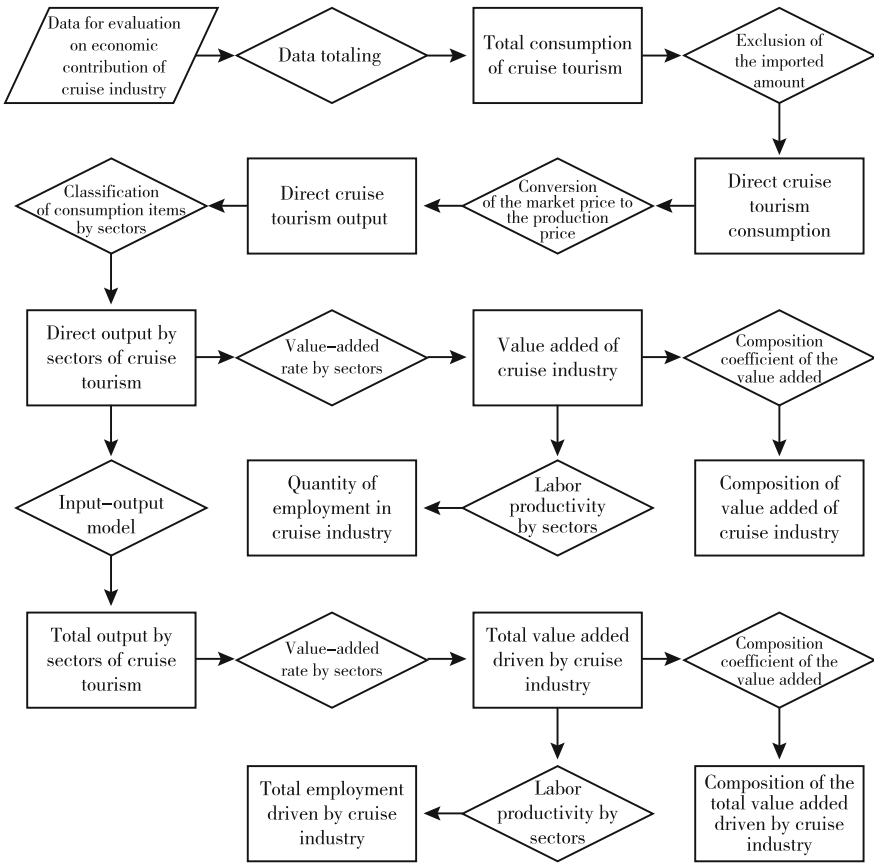 Data for evaluation
on economic
contribution of
cruise industry
Data totaling
Total consumption
of cruise tourism
Exclusion of
the imported
amount
Classification
of consumption items
by sectors
Direct cruise
tourism output
Conversion
of the market price to
the production
price
Direct cruise
tourism
consumption
Direct output by
sectors of cruise
tourism
Value–added
rate by sectors
Value added of
cruise industry
Composition
coefficient of the
value added
Input–output
model
Quantity of
employment in
cruise industry
Labor
productivity
by sectors
Composition of
value added of
cruise industry
Total output by
sectors of cruise
tourism
Value–added
rate by sectors
Total value added
driven by cruise
industry
Composition
coefficient of the
value added
Total employment
driven by cruise
industry
Labor
productivity by
sectors
Composition of the
total value added
driven by cruise
industry